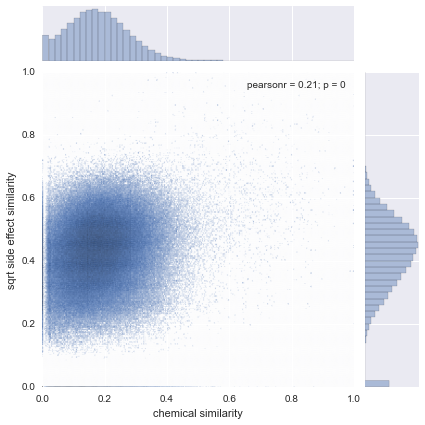 pearsonr = 0.21; p = 0
1.0
0.8
0.6
0.4
0.2
0.0
sqrt side effect similarity
0.0 0.2 0.4 0.6 0.8 1.0
chemical similarity